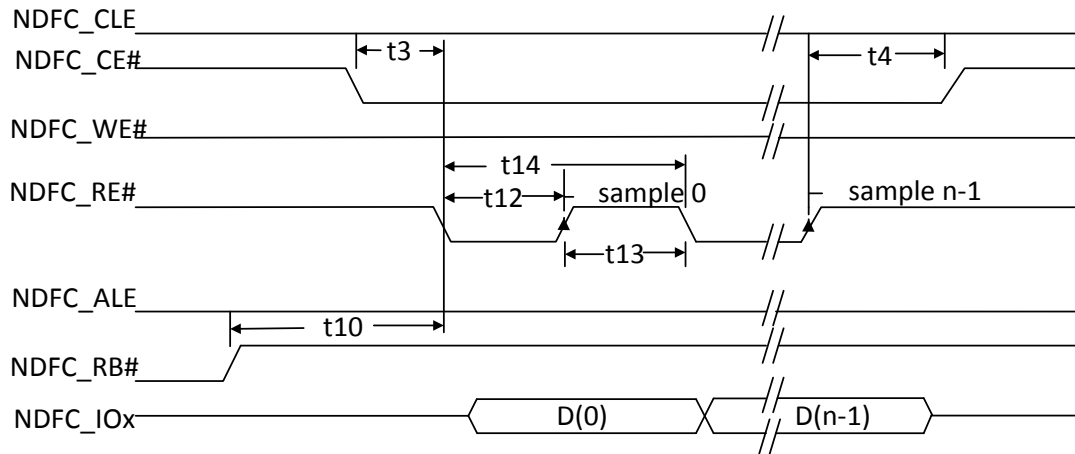 NDFC_CLE
t3
t4
NDFC_CE#
NDFC_WE#
t14
NDFC_RE#
t12
sample 0
sample n-1
t13
NDFC_ALE
t10
NDFC_RB#
NDFC_IOx
D(0)
D(n-1)